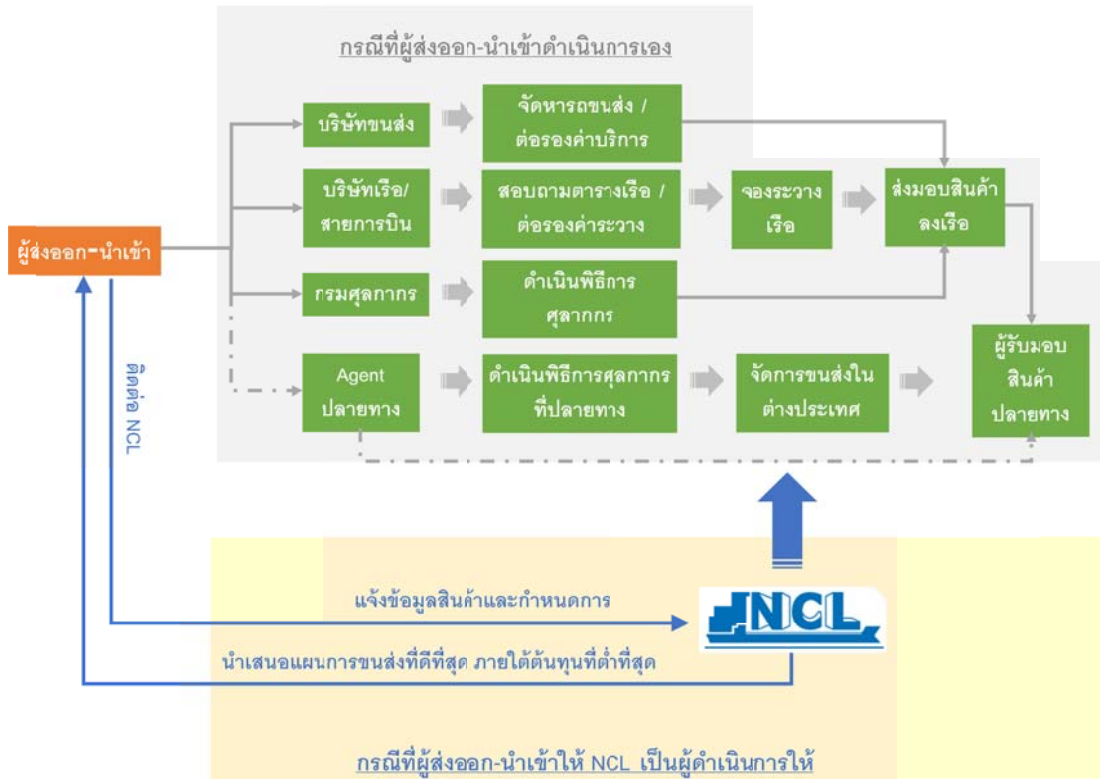 กรณีที่ผู้ส่งออก-นำเข้าดำเนินการเอง
บริษัทขนส่ง
จัดหารถขนส่ง /
ต่อรองค่าบริการ
บริษัทเรือ/
สายการบิน
สอบถามตารางเรือ /
ต่อรองค่าระวาง
จองระวาง
เรือ
ส่งมอบสินค้า
ลงเรือ
ผู้ส่งออก-นำเข้า
กรมศุลกากร
ดำเนินพิธีการ
ศุลากกร
Agent
ปลายทาง
ดำเนินพิธีการศุลกากร
ที่ปลายทาง
จัดการขนส่งใน
ต่างประเทศ
ผู้รับมอบ
สินค้า
ปลายทาง
ติดต่อ NCL
แจ้งข้อมูลสินค้าและกำหนดการ
NCL
นำเสนอแผนการขนส่งที่ดีที่สุด ภายใต้ต้นทุนที่ต่ำที่สุด
กรณีที่ผู้ส่งออก-นำเข้าให้ NCL เป็นผู้ดำเนินการให้